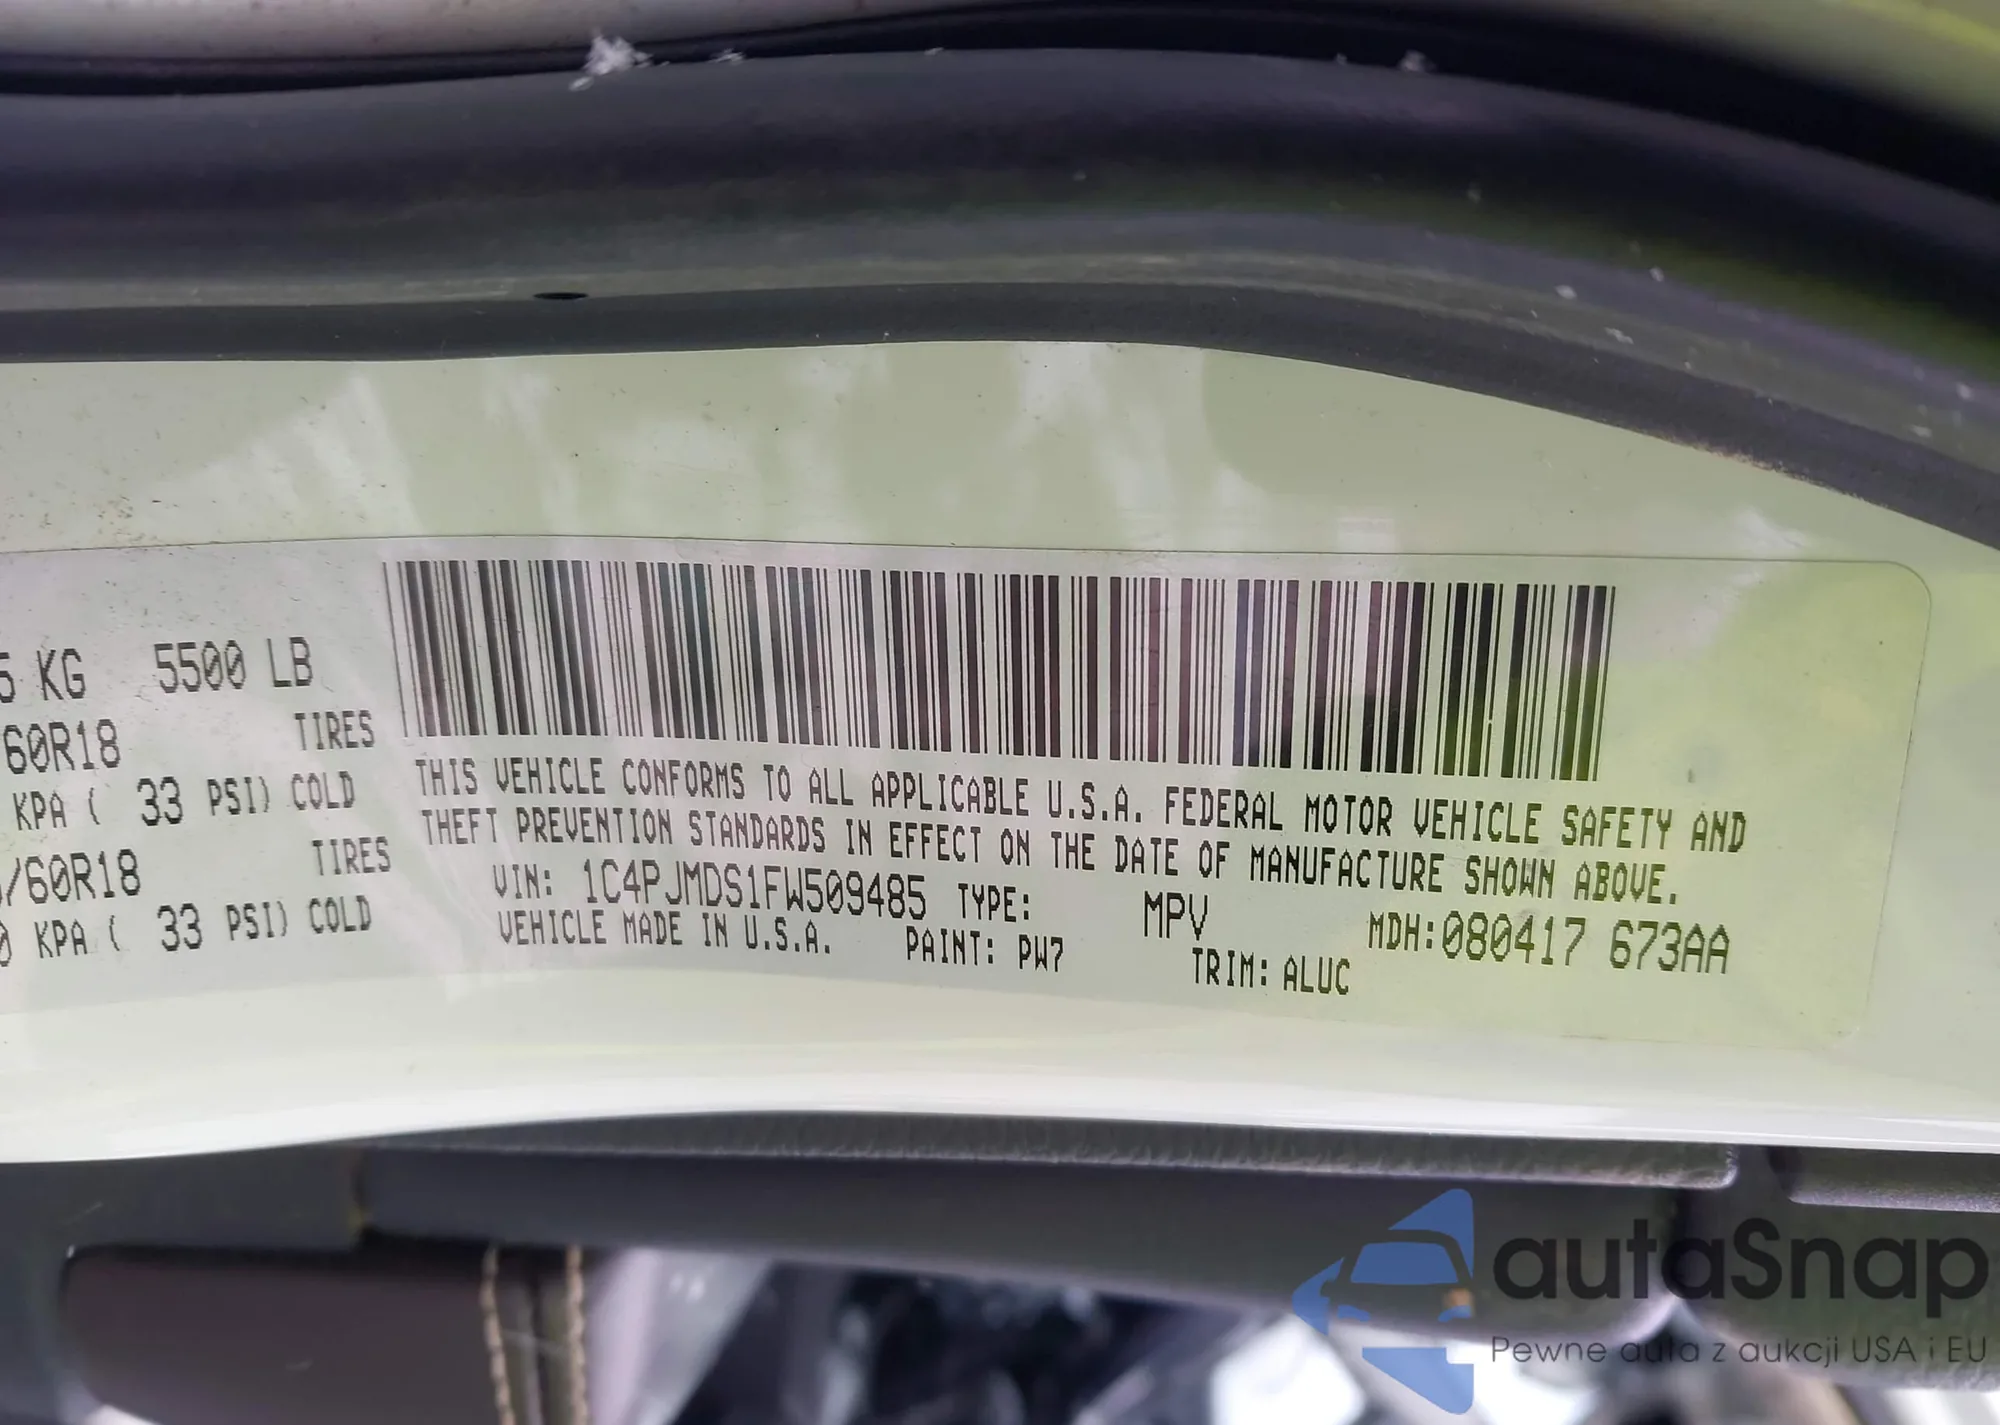 5 KG 5500 LB
60R18 TIRES
KPA ( 33 PSI) COLD
/60R18 TIRES
0 KPA ( 33 PSI) COLD
THIS VEHICLE CONFORMS TO ALL APPLICABLE U.S.A. FEDERAL MOTOR VEHICLE SAFETY AND
THEFT PREVENTION STANDARDS IN EFFECT ON THE DATE OF MANUFACTURE SHOWN ABOVE.
VIN: 1C4PJMDS1FW509485 TYPE: MPV MDH:080417 673AA
VEHICLE MADE IN U.S.A. PAINT: PW7 TRIM: ALUC
autaSnap
Pewne auta z aukcji USA i EU